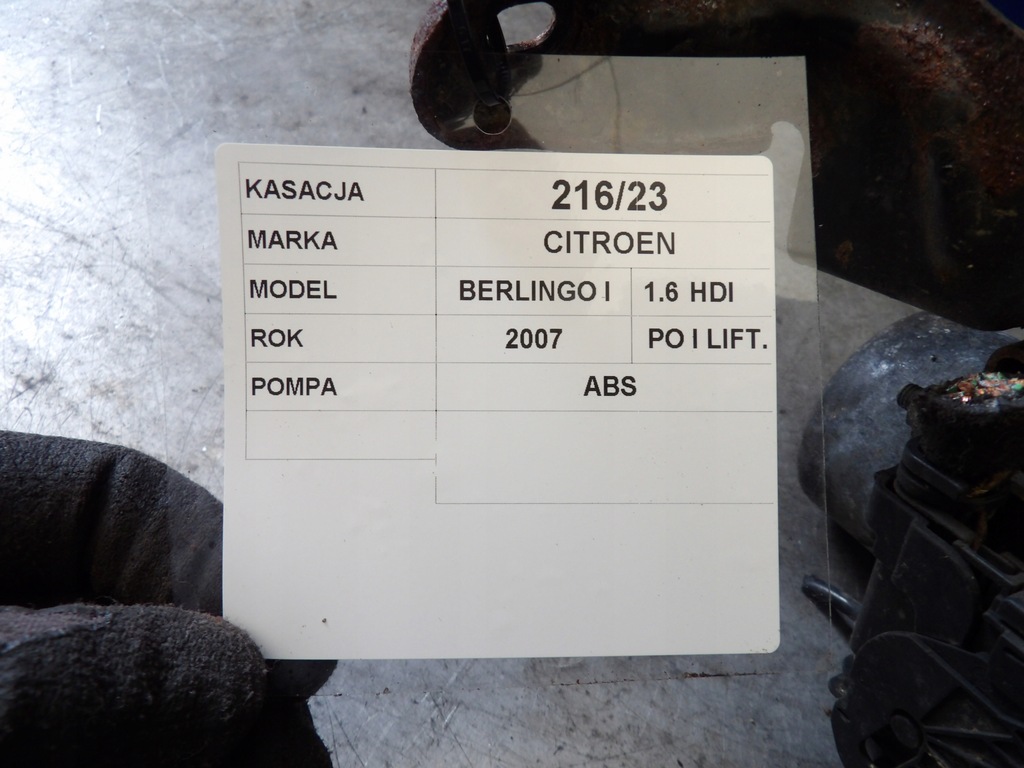 KASACJA 216/23
MARKA CITROEN
MODEL BERLINGO I 1.6 HDI
ROK 2007 PO I LIFT.
POMPA ABS